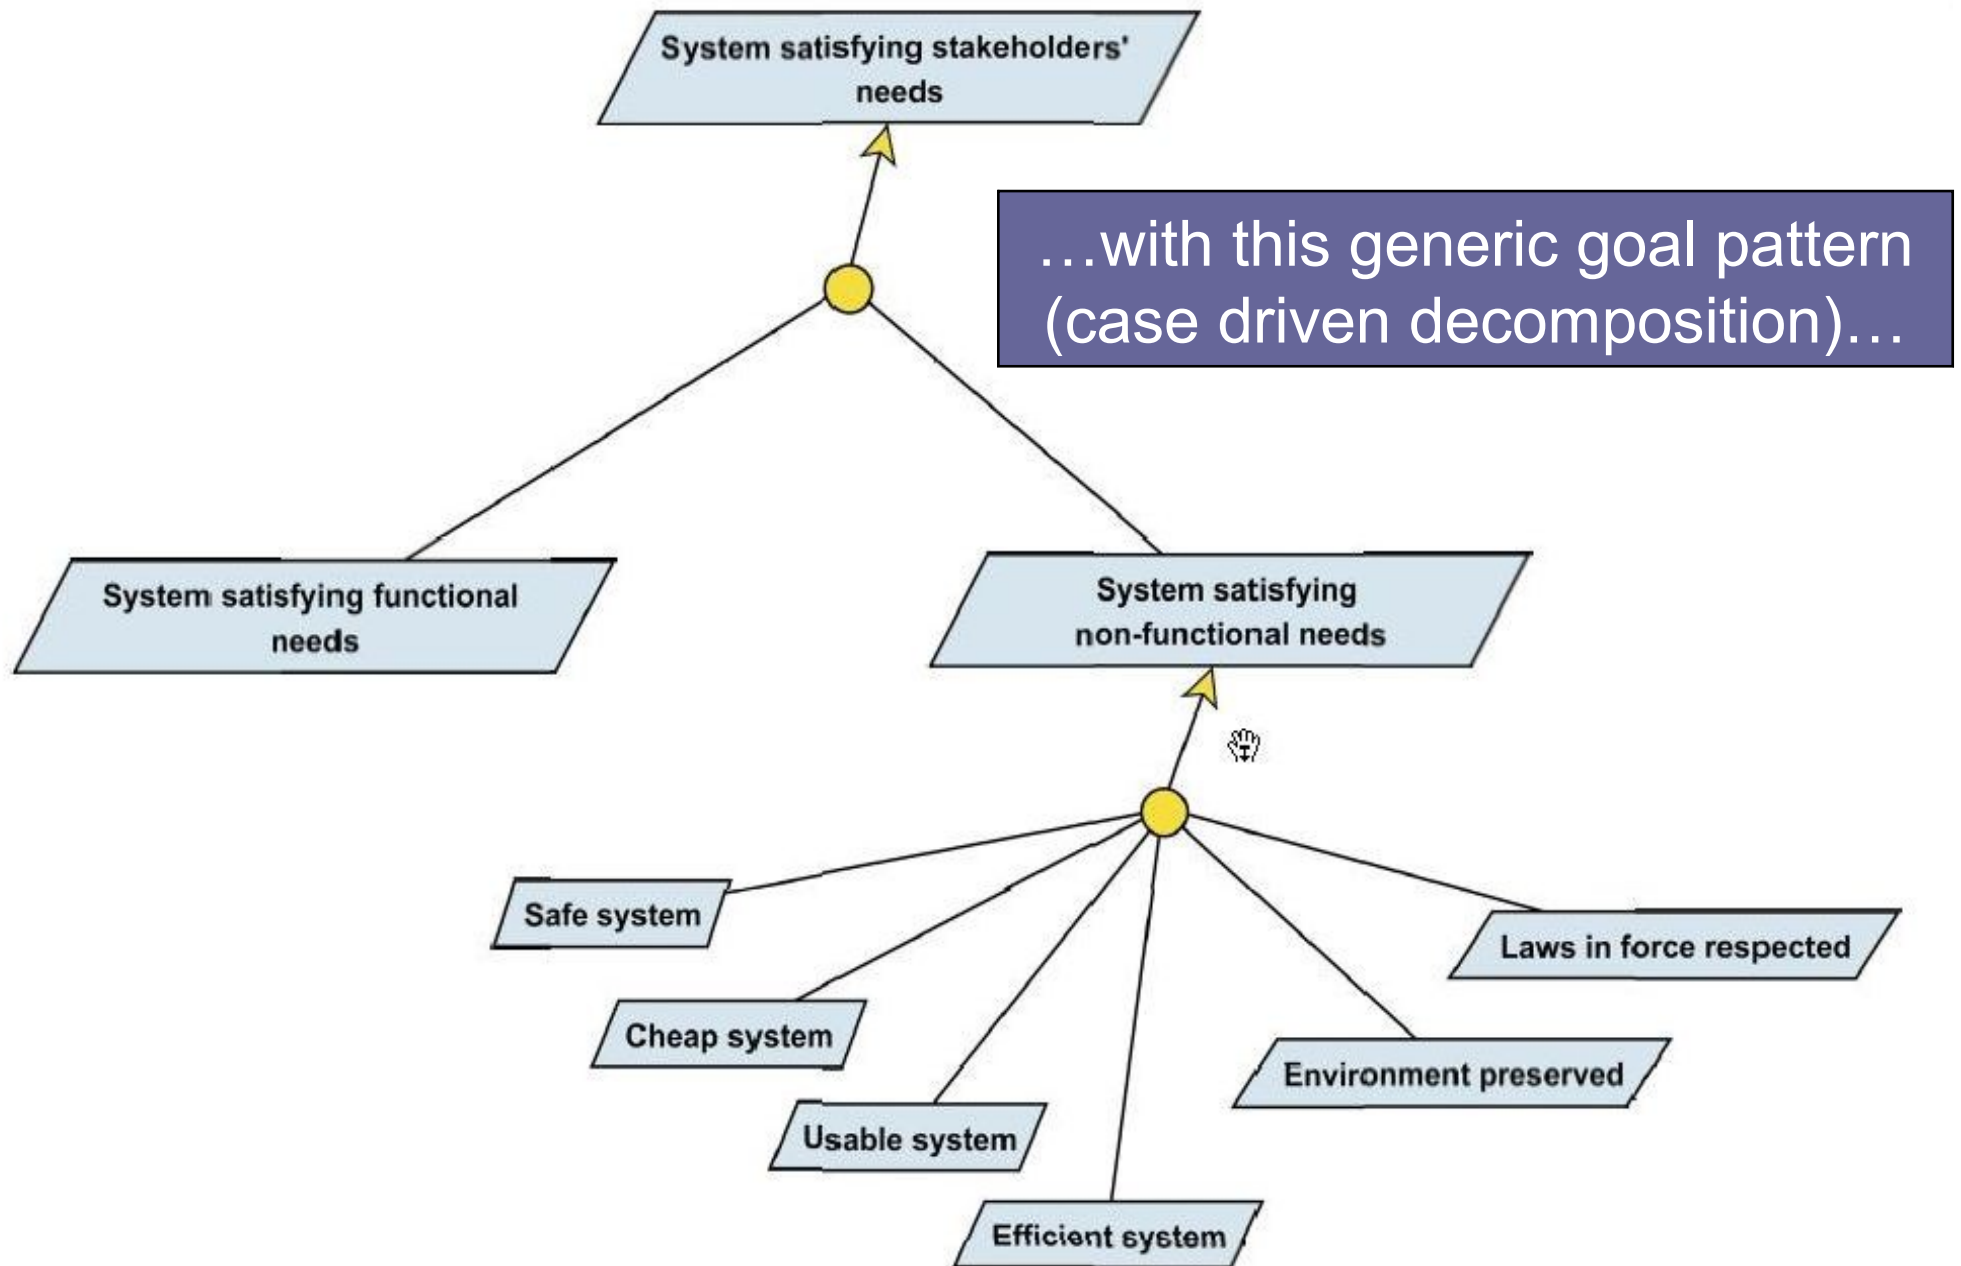 System satisfying stakeholders'
needs
…with this generic goal pattern
(case driven decomposition)…
System satisfying functional
needs
System satisfying
non-functional needs
Safe system
Laws in force respected
Cheap system
Environment preserved
Usable system
Efficient system